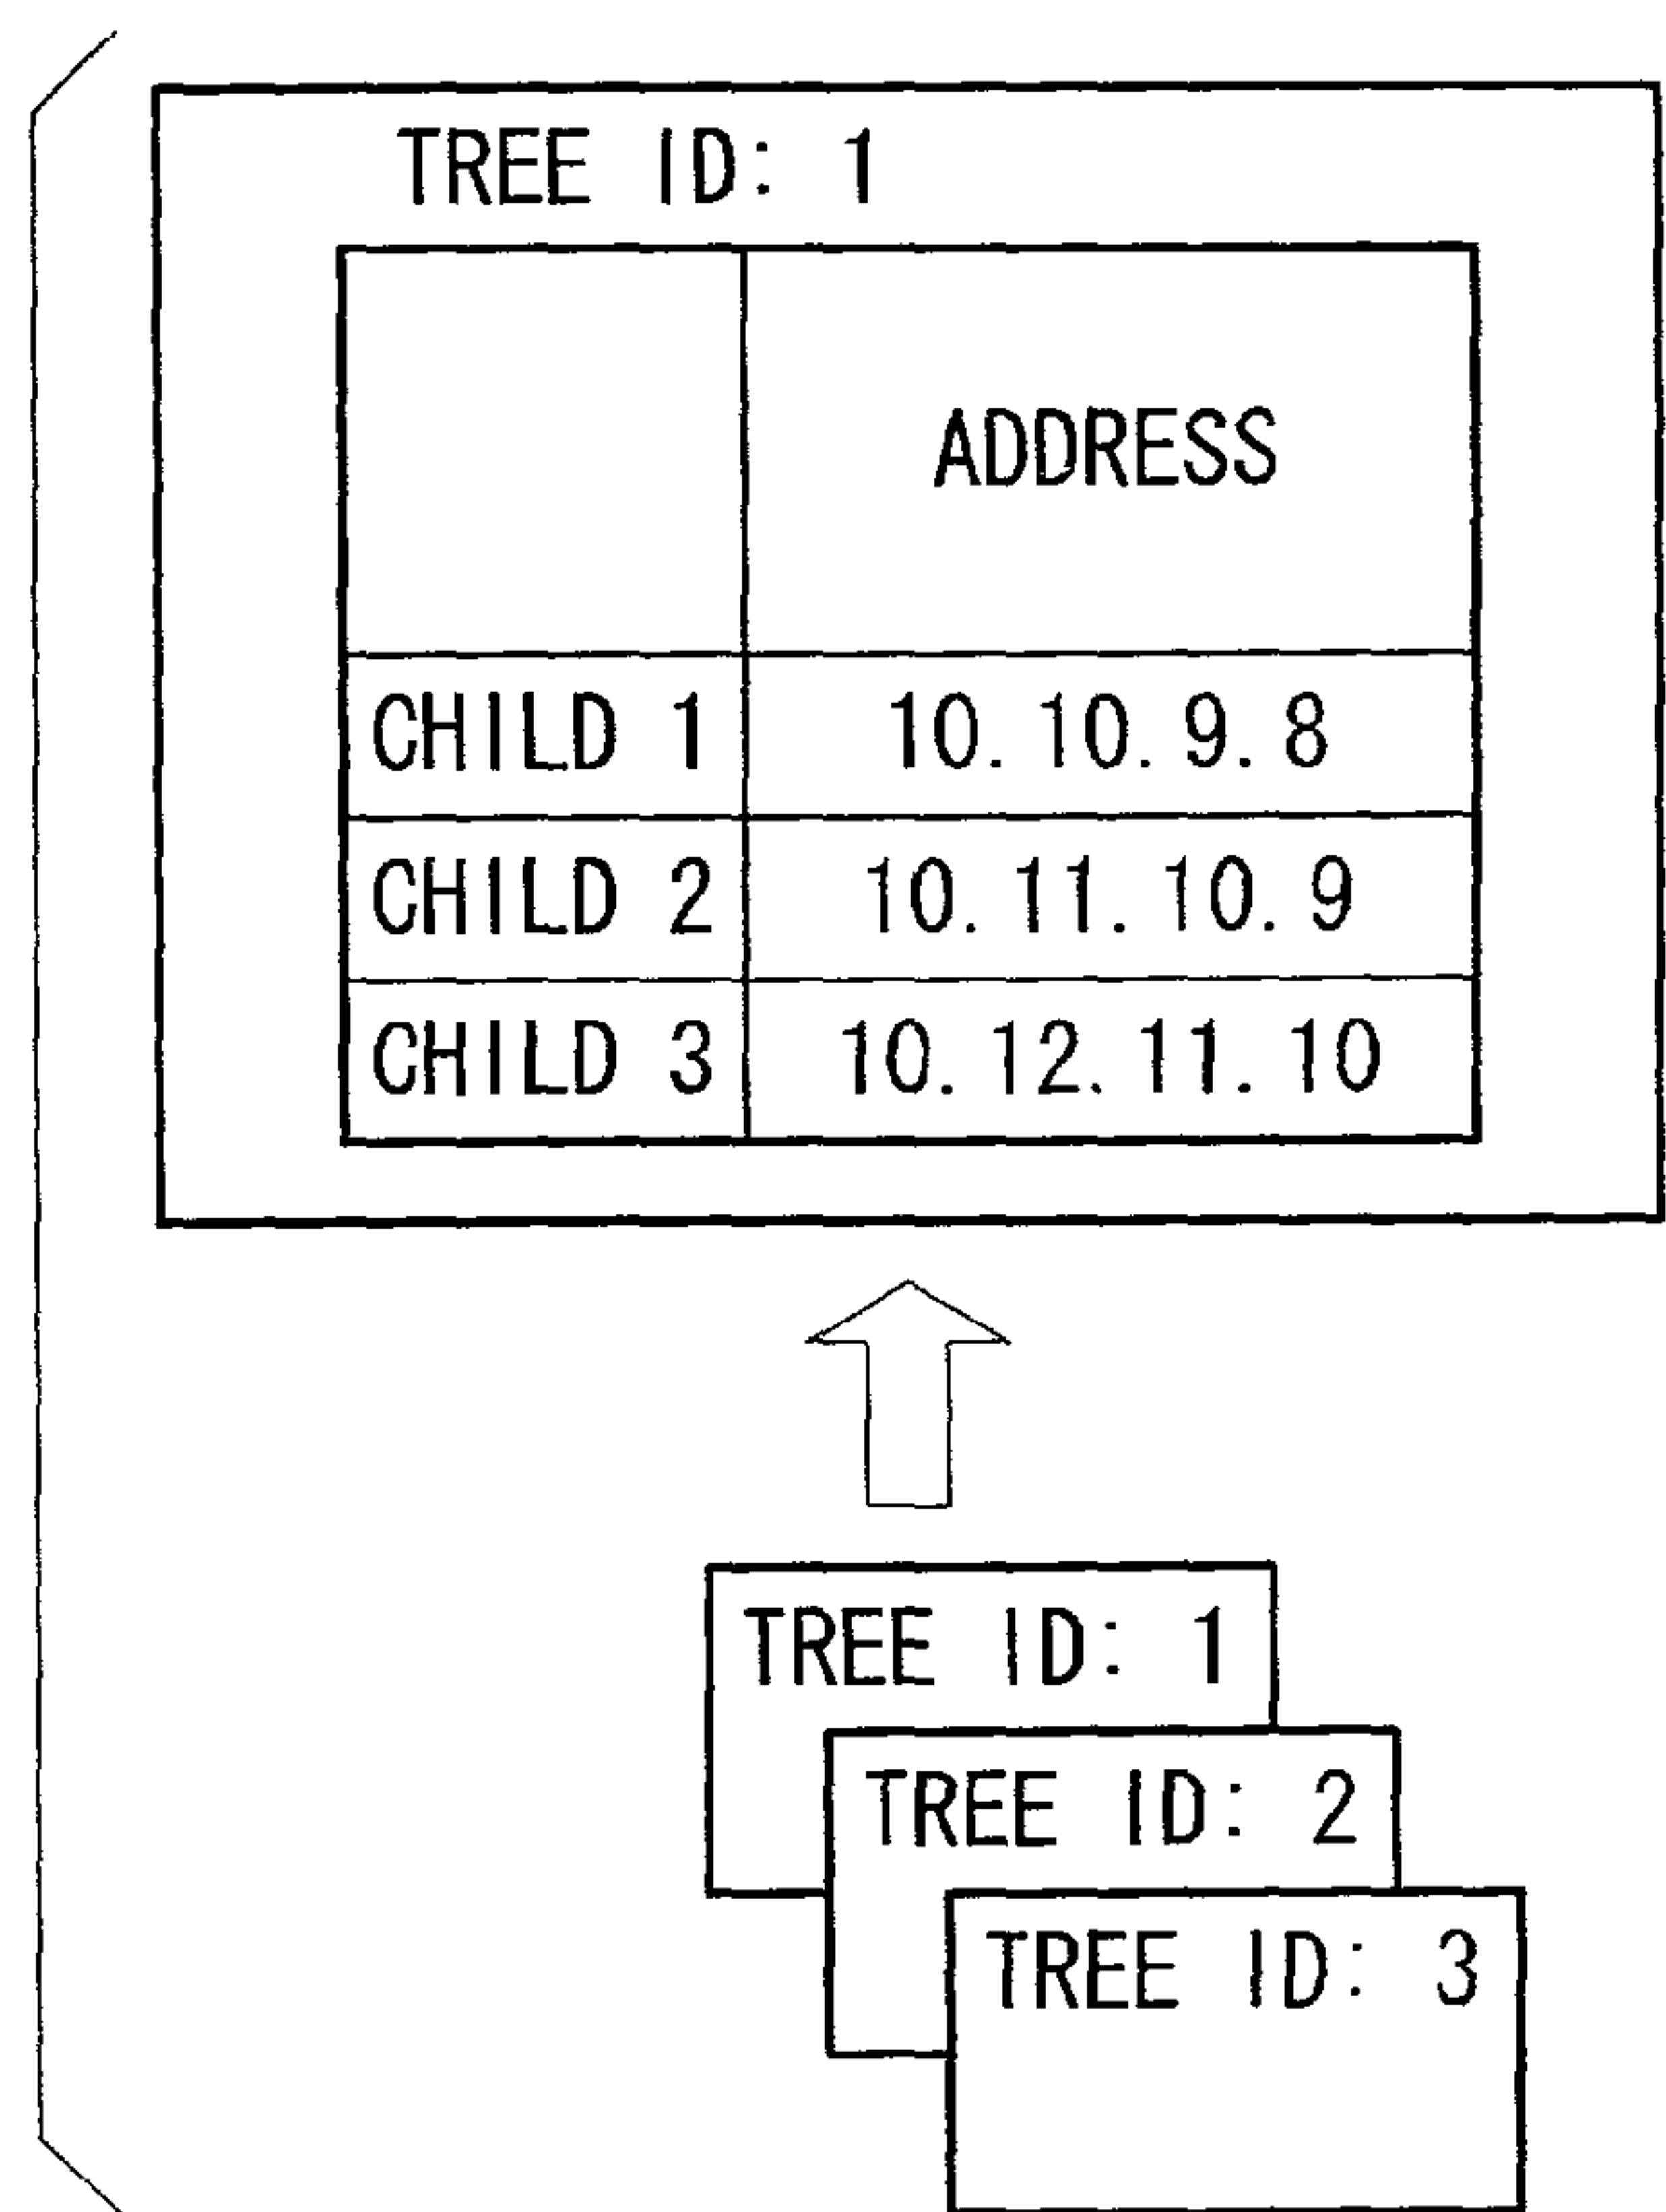 TREE ID: 1
ADDRESS
CHILD 1 10. 10. 9. 8
CHILD 2 10. 11. 10. 9
CHILD 3 10. 12. 11. 10
TREE ID: 1
TREE ID: 2
TREE ID: 3